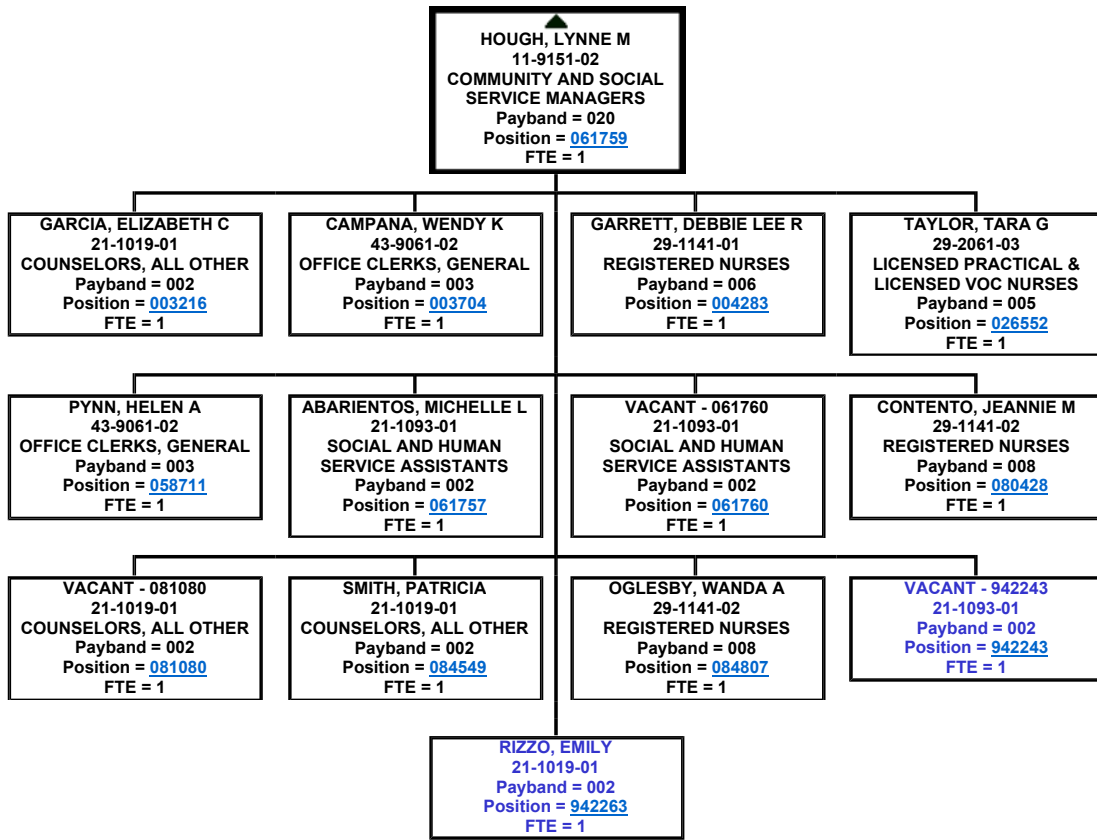 HOUGH, LYNNE M
11-9151-02
COMMUNITY AND SOCIAL
SERVICE MANAGERS
Payband = 020
Position = 061759
FTE = 1
GARCIA, ELIZABETH C
21-1019-01
COUNSELORS, ALL OTHER
Payband = 002
Position = 003216
FTE = 1
CAMPANA, WENDY K
43-9061-02
OFFICE CLERKS, GENERAL
Payband = 003
Position = 003704
FTE = 1
GARRETT, DEBBIE LEE R
29-1141-01
REGISTERED NURSES
Payband = 006
Position = 004283
FTE = 1
TAYLOR, TARA G
29-2061-03
LICENSED PRACTICAL &
LICENSED VOC NURSES
Payband = 005
Position = 026552
FTE = 1
PYNN, HELEN A
43-9061-02
OFFICE CLERKS, GENERAL
Payband = 003
Position = 058711
FTE = 1
ABARIENTOS, MICHELLE L
21-1093-01
SOCIAL AND HUMAN
SERVICE ASSISTANTS
Payband = 002
Position = 061757
FTE = 1
VACANT - 061760
21-1093-01
SOCIAL AND HUMAN
SERVICE ASSISTANTS
Payband = 002
Position = 061760
FTE = 1
CONTENTO, JEANNIE M
29-1141-02
REGISTERED NURSES
Payband = 008
Position = 080428
FTE = 1
VACANT - 081080
21-1019-01
COUNSELORS, ALL OTHER
Payband = 002
Position = 081080
FTE = 1
SMITH, PATRICIA
21-1019-01
COUNSELORS, ALL OTHER
Payband = 002
Position = 084549
FTE = 1
OGLESBY, WANDA A
29-1141-02
REGISTERED NURSES
Payband = 008
Position = 084807
FTE = 1
VACANT - 942243
21-1093-01
Payband = 002
Position = 942243
FTE = 1
RIZZO, EMILY
21-1019-01
Payband = 002
Position = 942263
FTE = 1